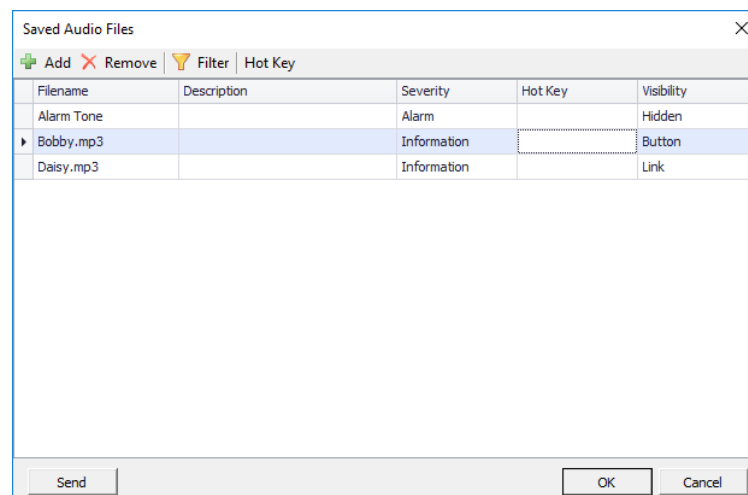 Saved Audio Files
Add Remove Filter Hot Key
Filename Description Severity Hot Key Visibility
Alarm Tone Alarm Hidden
Bobby.mp3 Information Button
Daisy.mp3 Information Link
Send OK Cancel